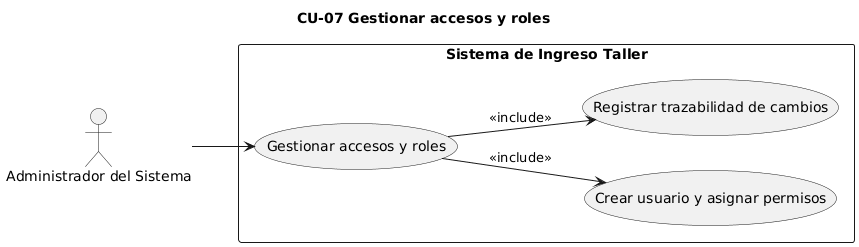 CU-07 Gestionar accesos y roles
Sistema de Ingreso Taller
Registrar trazabilidad de cambios
«include»
Gestionar accesos y roles
«include»
Administrador del Sistema
Crear usuario y asignar permisos